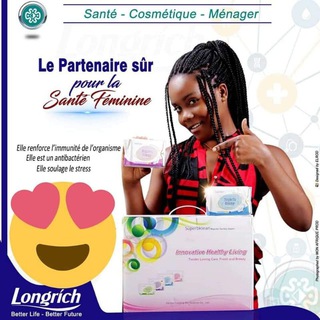 Santé - Cosmétique - Ménager
Longrich
Le Partenaire sûr
pour la
Santé Féminine
Elle renforce l'immunité de l'organisme
Elle est un antibactérien
Elle soulage le stress
Innovative Healthy Living
Longrich
Better Life - Better Future